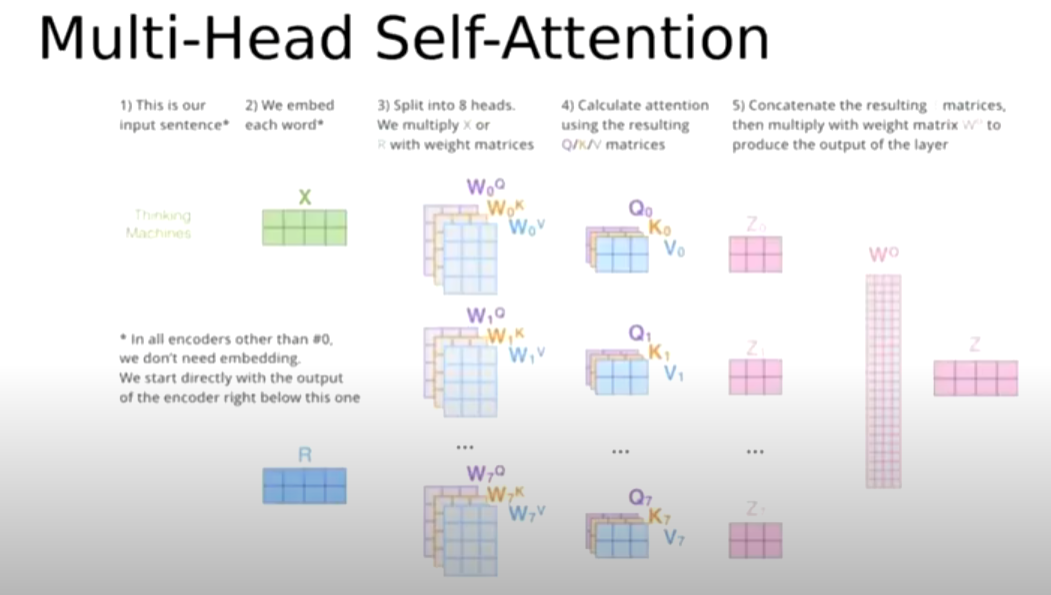 Multi-Head Self-Attention
1) This is our
input sentence*
2) We embed
each word*
3) Split into 8 heads.
We multiply X or
R with weight matrices
4) Calculate attention
using the resulting
Q/K/V matrices
5) Concatenate the resulting matrices,
then multiply with weight matrix W° to
produce the output of the layer
Thinking
Machines
X
W₀Q
W₀K
W₀V
Q₀
K₀
V₀
Z₀
Wᴼ
W₁Q
W₁K
W₁V
Q₁
K₁
V₁
Z₁
Z
* In all encoders other than #0,
we don't need embedding.
We start directly with the output
of the encoder right below this one
...
...
...
R
W₇Q
W₇K
W₇V
Q₇
K₇
V₇
Z